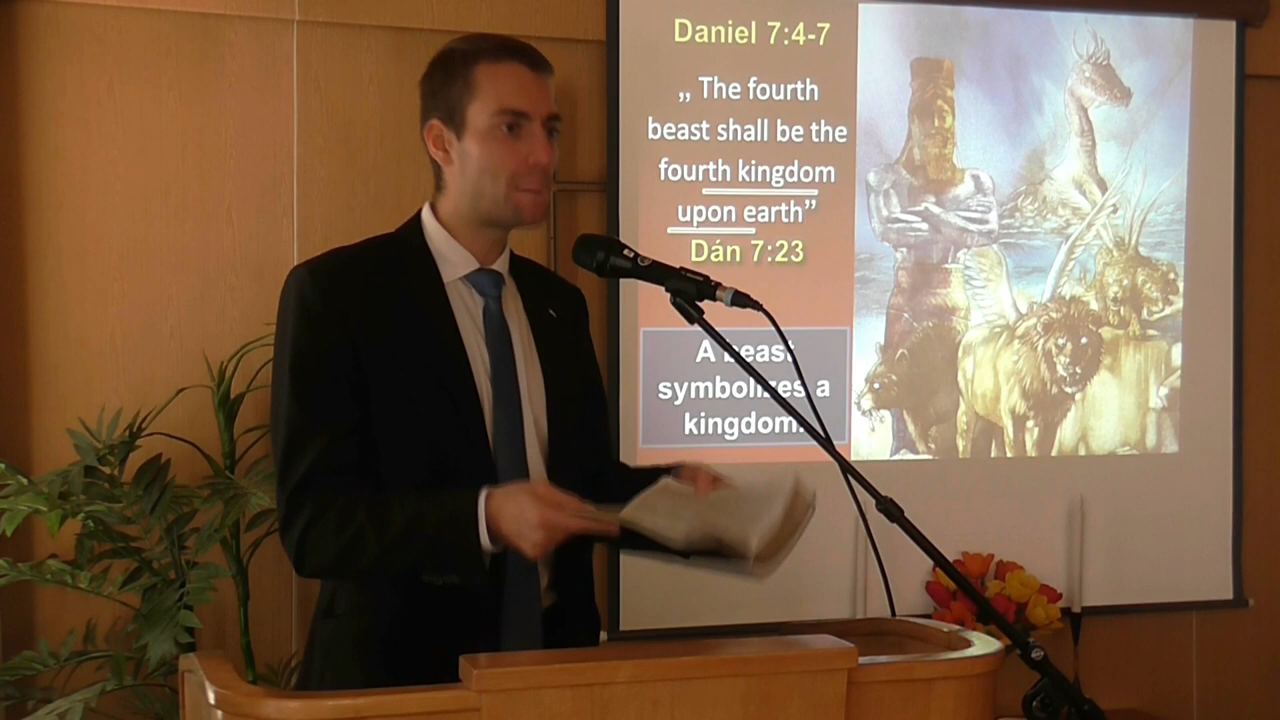 Daniel 7:4-7
„ The fourth
beast shall be the
fourth kingdom
upon earth”
Dán 7:23
A beast
symbolizes a
kingdom.